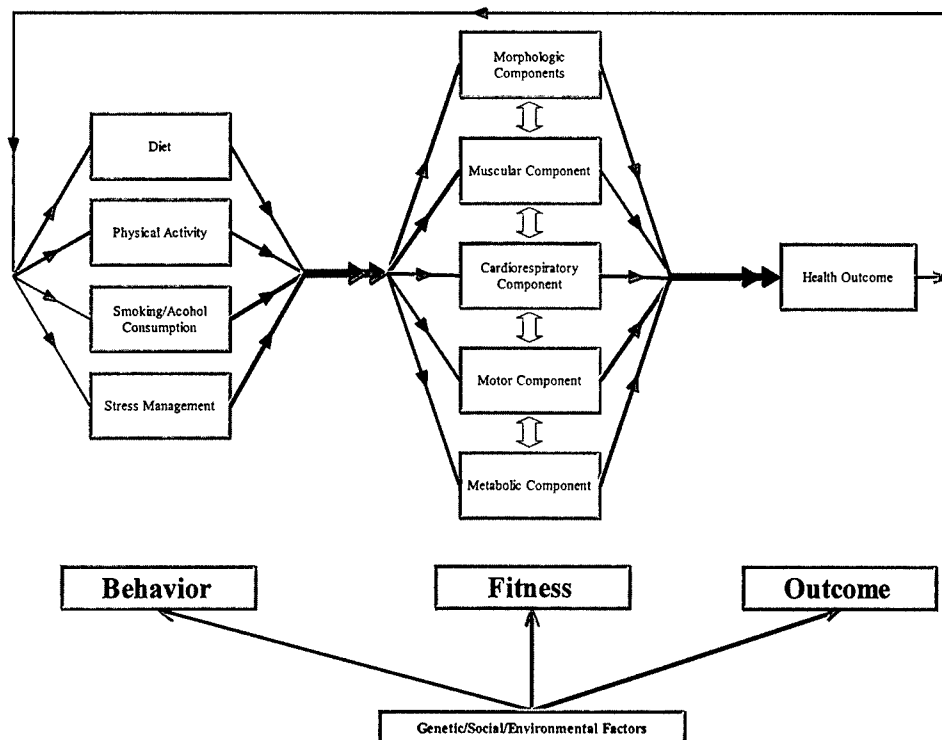 Morphologic
Components
Diet
Muscular Component
Physical Activity
Cardiorespiratory
Component
Health Outcome
Smoking/Acohol
Consumption
Motor Component
Stress Management
Metabolic Component
Behavior
Fitness
Outcome
Genetic/Social/Environmental Factors